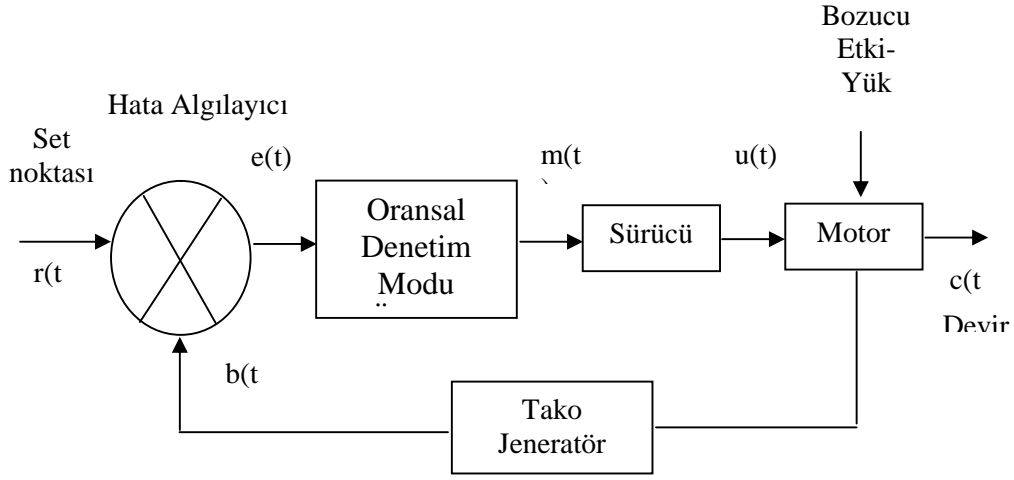 Bozucu
Etki-
Yük
Hata Algılayıcı
Set
noktası
e(t)
m(t
u(t)
r(t
Oransal
Denetim
Modu
Sürücü
Motor
c(t
Devir
b(t
Tako
Jeneratör